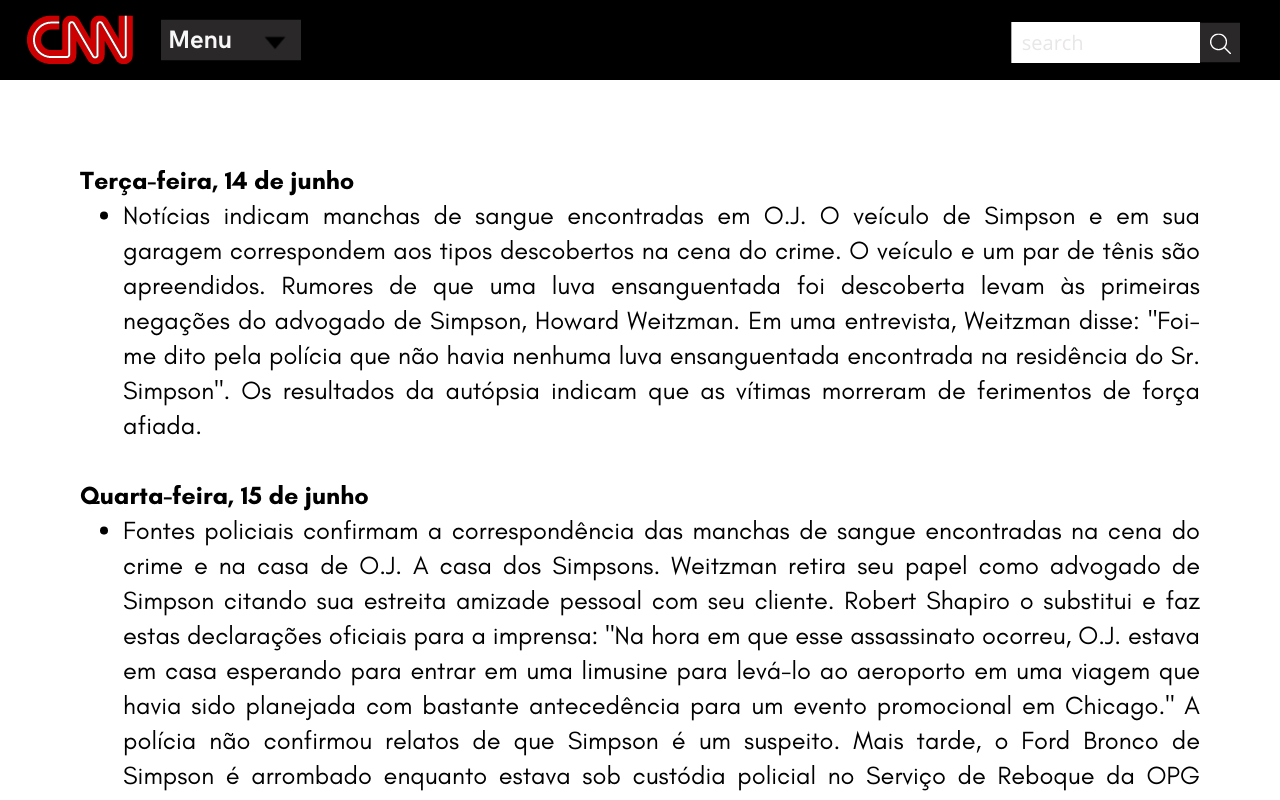 CNN
Menu
search
Terça-feira, 14 de junho
• Notícias indicam manchas de sangue encontradas em O.J. O veículo de Simpson e em sua
garagem correspondem aos tipos descobertos na cena do crime. O veículo e um par de tênis são
apreendidos. Rumores de que uma luva ensanguentada foi descoberta levam às primeiras
negações do advogado de Simpson, Howard Weitzman. Em uma entrevista, Weitzman disse: "Foi-
me dito pela polícia que não havia nenhuma luva ensanguentada encontrada na residência do Sr.
Simpson". Os resultados da autópsia indicam que as vítimas morreram de ferimentos de força
afiada.
Quarta-feira, 15 de junho
• Fontes policiais confirmam a correspondência das manchas de sangue encontradas na cena do
crime e na casa de O.J. A casa dos Simpsons. Weitzman retira seu papel como advogado de
Simpson citando sua estreita amizade pessoal com seu cliente. Robert Shapiro o substitui e faz
estas declarações oficiais para a imprensa: "Na hora em que esse assassinato ocorreu, O.J. estava
em casa esperando para entrar em uma limusine para levá-lo ao aeroporto em uma viagem que
havia sido planejada com bastante antecedência para um evento promocional em Chicago." A
polícia não confirmou relatos de que Simpson é um suspeito. Mais tarde, o Ford Bronco de
Simpson é arrombado enquanto estava sob custódia policial no Serviço de Reboque da OPG